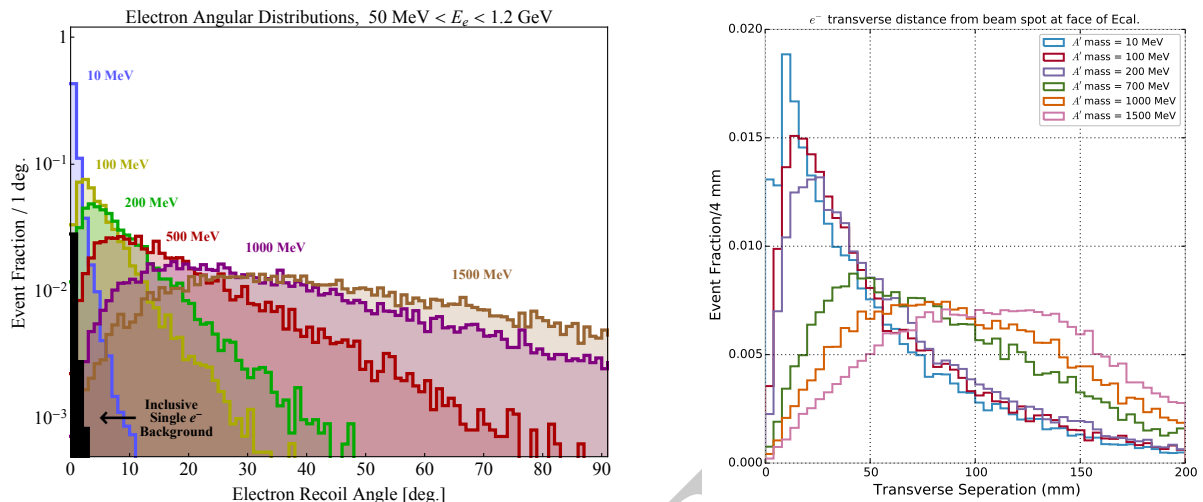 Electron Angular Distributions, 50 MeV < E_e < 1.2 GeV
1
10⁻¹
10⁻²
10⁻³
Event Fraction / 1 deg.
10 MeV
100 MeV
200 MeV
500 MeV
1000 MeV
1500 MeV
Inclusive
Single e⁻
Background
0 10 20 30 40 50 60 70 80 90
Electron Recoil Angle [deg.]
e⁻ transverse distance from beam spot at face of Ecal.
0.020
0.015
0.010
0.005
0.000
Event Fraction/4 mm
A′ mass = 10 MeV
A′ mass = 100 MeV
A′ mass = 200 MeV
A′ mass = 700 MeV
A′ mass = 1000 MeV
A′ mass = 1500 MeV
0 50 100 150 200
Transverse Seperation (mm)